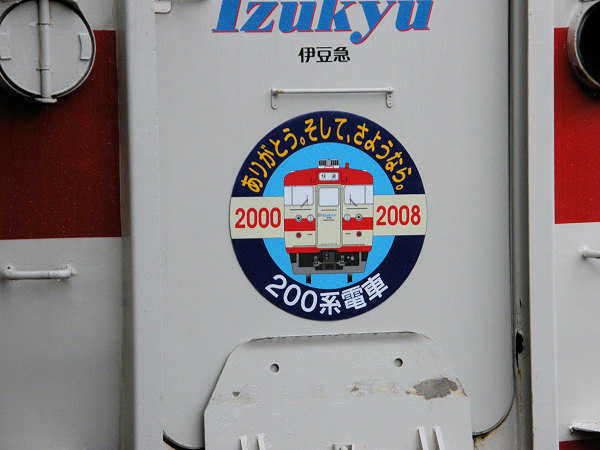 Izukyu
伊豆急
ありがとう。そして、さようなら。
快速
2000 2008
200系電車